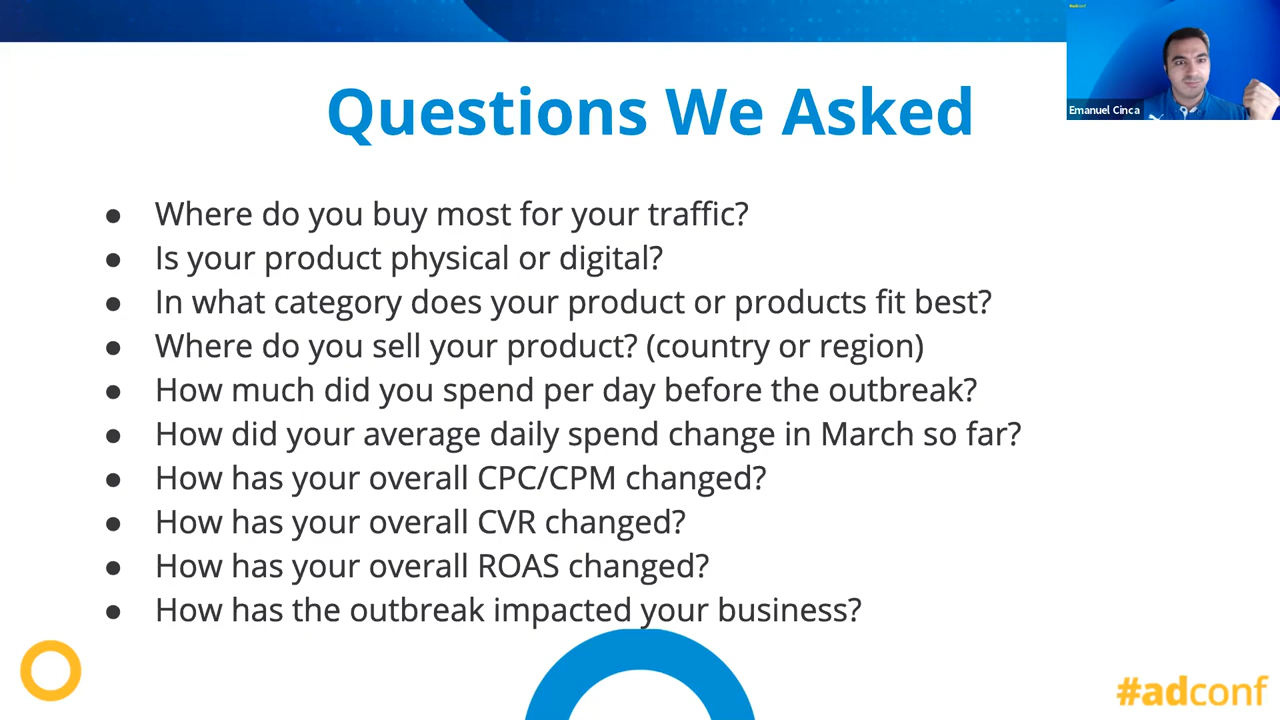 #adconf
Emanuel Cinca
Questions We Asked
● Where do you buy most for your traffic?
● Is your product physical or digital?
● In what category does your product or products fit best?
● Where do you sell your product? (country or region)
● How much did you spend per day before the outbreak?
● How did your average daily spend change in March so far?
● How has your overall CPC/CPM changed?
● How has your overall CVR changed?
● How has your overall ROAS changed?
● How has the outbreak impacted your business?
#adconf